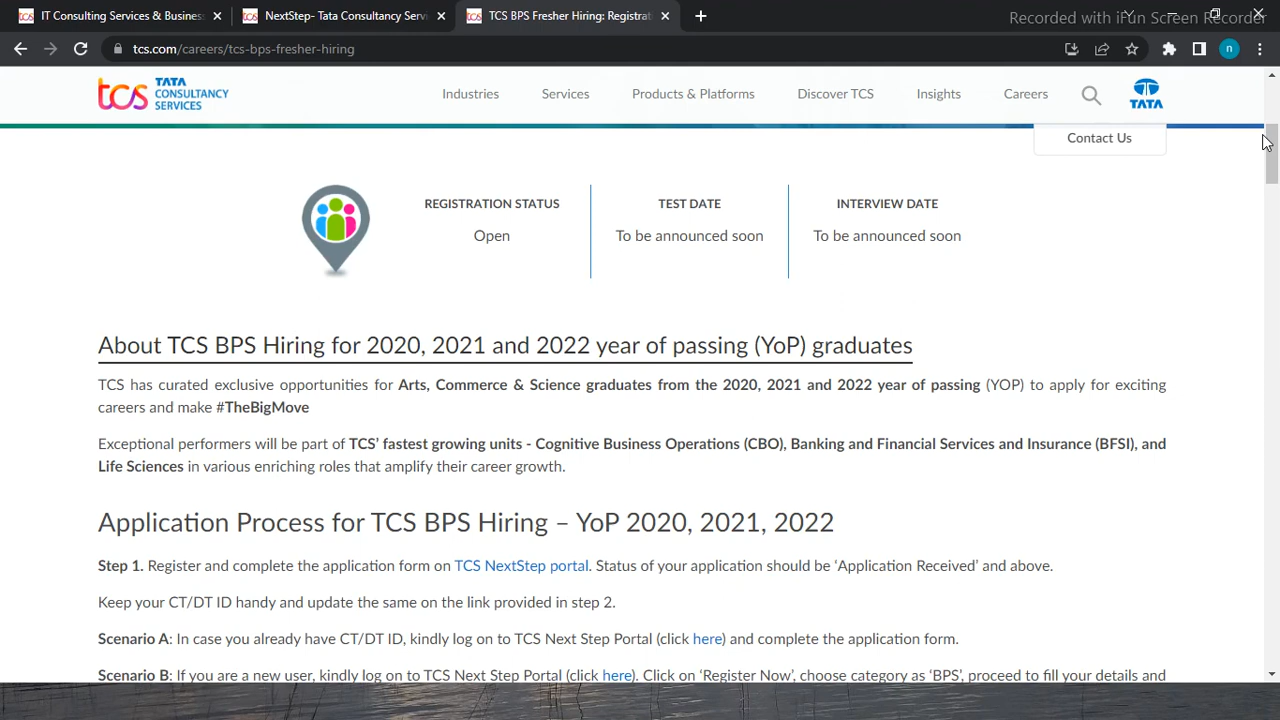 IT Consulting Services & Business
NextStep- Tata Consultancy Servi
TCS BPS Fresher Hiring: Registrat
Recorded with iFun Screen Recorder
tcs.com/careers/tcs-bps-fresher-hiring
n
tcs TATA CONSULTANCY SERVICES
Industries
Services
Products & Platforms
Discover TCS
Insights
Careers
TATA
Contact Us
REGISTRATION STATUS
Open
TEST DATE
To be announced soon
INTERVIEW DATE
To be announced soon
About TCS BPS Hiring for 2020, 2021 and 2022 year of passing (YoP) graduates
TCS has curated exclusive opportunities for Arts, Commerce & Science graduates from the 2020, 2021 and 2022 year of passing (YOP) to apply for exciting
careers and make #TheBigMove
Exceptional performers will be part of TCS' fastest growing units - Cognitive Business Operations (CBO), Banking and Financial Services and Insurance (BFSI), and
Life Sciences in various enriching roles that amplify their career growth.
Application Process for TCS BPS Hiring – YoP 2020, 2021, 2022
Step 1. Register and complete the application form on TCS NextStep portal. Status of your application should be 'Application Received' and above.
Keep your CT/DT ID handy and update the same on the link provided in step 2.
Scenario A: In case you already have CT/DT ID, kindly log on to TCS Next Step Portal (click here) and complete the application form.
Scenario B: If you are a new user, kindly log on to TCS Next Step Portal (click here). Click on 'Register Now', choose category as 'BPS', proceed to fill your details and